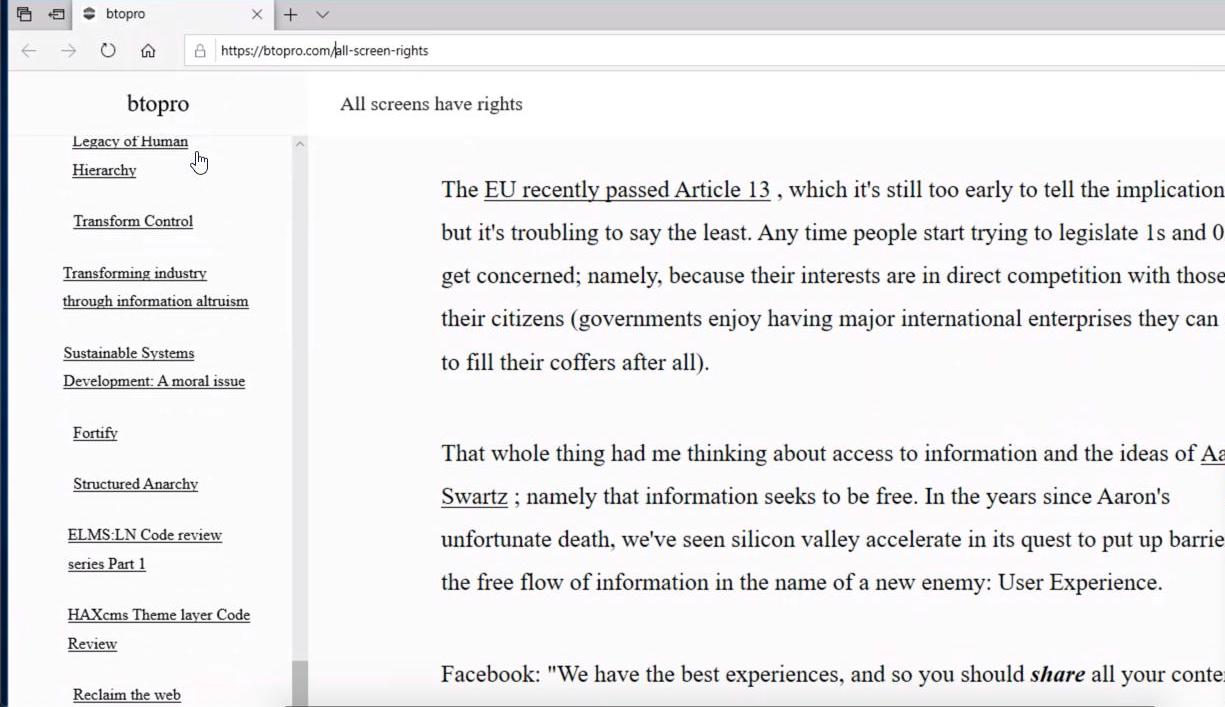 btopro
https://btopro.com/all-screen-rights
btopro
All screens have rights
Legacy of Human
Hierarchy
Transform Control
Transforming industry
through information altruism
Sustainable Systems
Development: A moral issue
Fortify
Structured Anarchy
ELMS:LN Code review
series Part 1
HAXcms Theme layer Code
Review
Reclaim the web
The EU recently passed Article 13 , which it's still too early to tell the implication
but it's troubling to say the least. Any time people start trying to legislate 1s and 0
get concerned; namely, because their interests are in direct competition with those
their citizens (governments enjoy having major international enterprises they can
to fill their coffers after all).
That whole thing had me thinking about access to information and the ideas of Aa
Swartz ; namely that information seeks to be free. In the years since Aaron's
unfortunate death, we've seen silicon valley accelerate in its quest to put up barrie
the free flow of information in the name of a new enemy: User Experience.
Facebook: "We have the best experiences, and so you should share all your conte